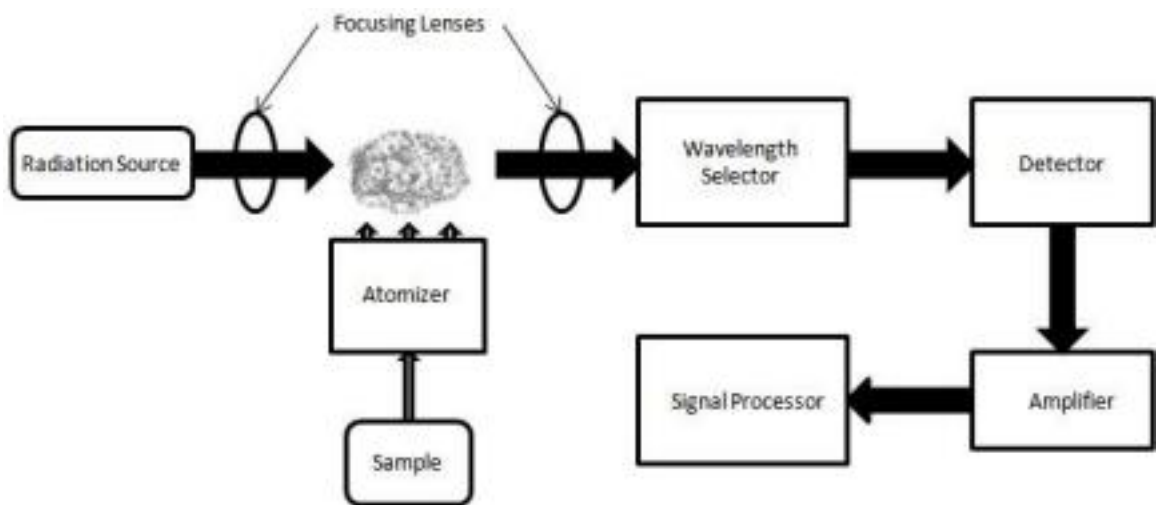 Focusing Lenses
Radiation Source
Wavelength
Selector
Detector
Atomizer
Signal Processor
Amplifier
Sample